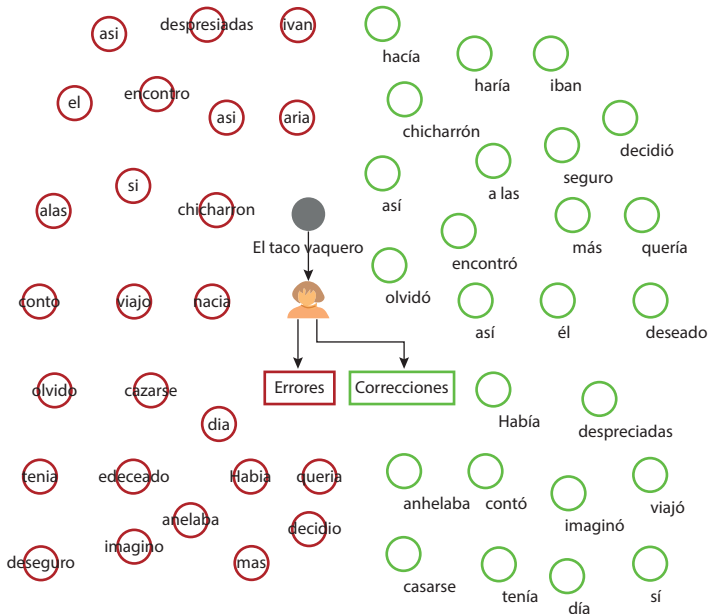 asi
despresiadas
ivan
el
encontro
asi
aria
si
alas
chicharron
conto
viajo
nacia
olvido
cazarse
dia
tenia
edeceado
Habia
queria
anelaba
decidio
imagino
deseguro
mas
El taco vaquero
Errores
Correcciones
hacía
haría
iban
chicharrón
decidió
seguro
a las
así
más
quería
encontró
olvidó
así
él
deseado
Había
despreciadas
anhelaba
contó
imaginó
viajó
casarse
tenía
día
sí